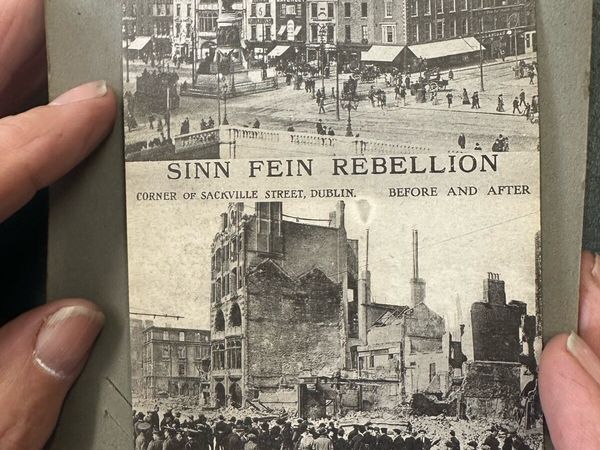 SINN FEIN REBELLION
CORNER OF SACKVILLE STREET, DUBLIN. BEFORE AND AFTER